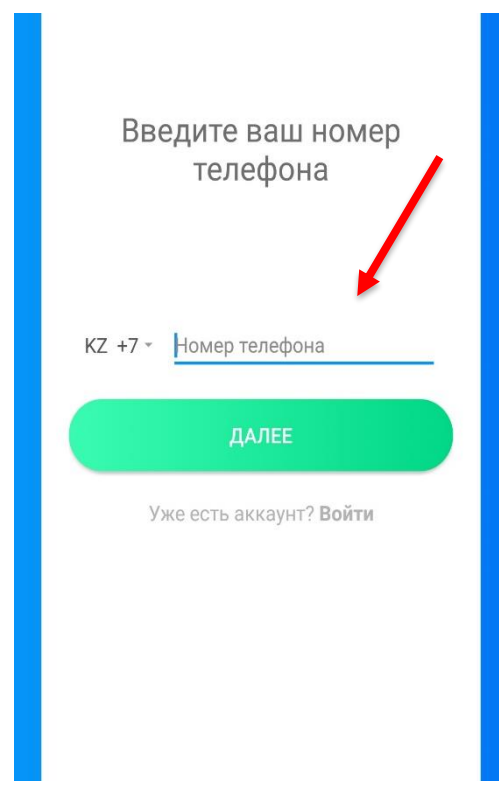 Введите ваш номер
телефона
KZ +7 Номер телефона
ДАЛЕЕ
Уже есть аккаунт? Войти